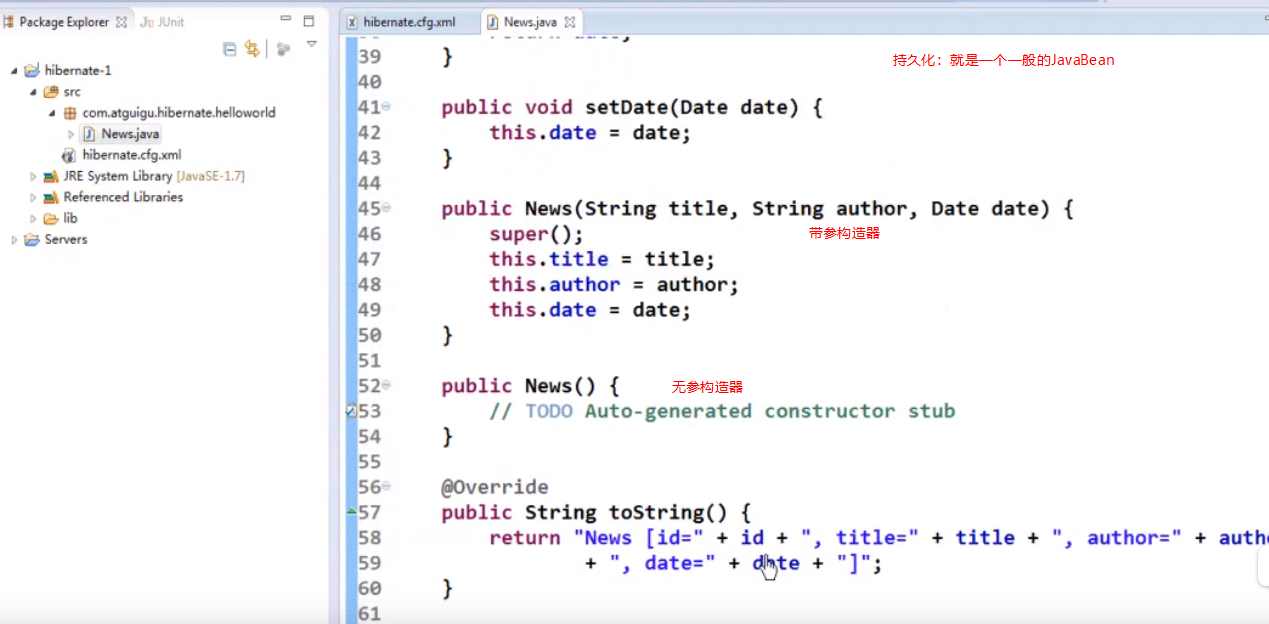 Package Explorer
JUnit
hibernate-1
src
com.atguigu.hibernate.helloworld
News.java
hibernate.cfg.xml
JRE System Library [JavaSE-1.7]
Referenced Libraries
lib
Servers
hibernate.cfg.xml
News.java
39 }
持久化：就是一个一般的JavaBean
40
41 public void setDate(Date date) {
42 this.date = date;
43 }
44
45 public News(String title, String author, Date date) {
46 super();
带参构造器
47 this.title = title;
48 this.author = author;
49 this.date = date;
50 }
51
52 public News() {
无参构造器
53 // TODO Auto-generated constructor stub
54 }
55
56 @Override
57 public String toString() {
58 return "News [id=" + id + ", title=" + title + ", author=" + autho
59 + ", date=" + date + "]";
60 }
61